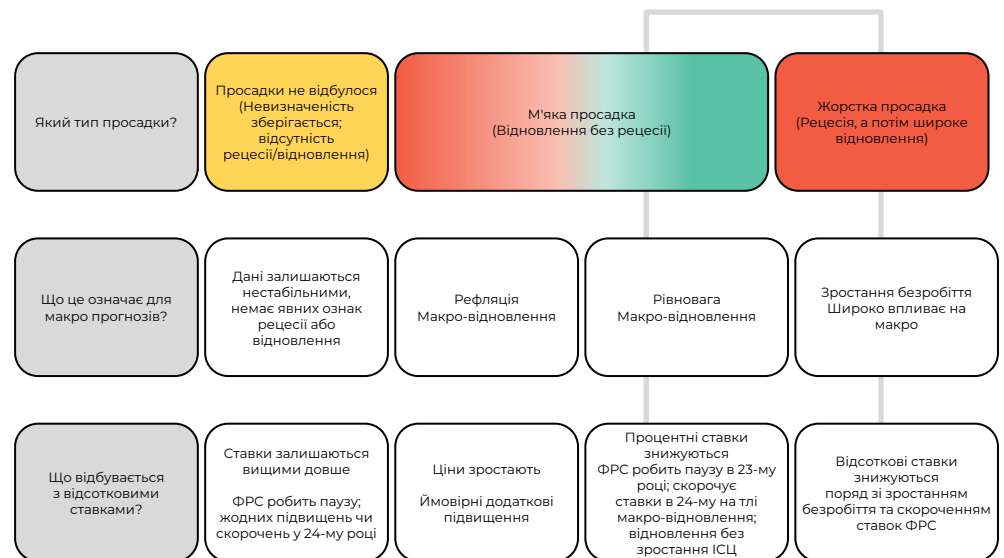 Який тип просадки?
Просадки не відбулося
(Невизначеність
зберігається;
відсутність
рецесії/відновлення)
М'яка просадка
(Відновлення без рецесії)
Жорстка просадка
(Рецесія, а потім широке
відновлення)
Що це означає для
макро прогнозів?
Дані залишаються
нестабільними,
немає явних ознак
рецесії або
відновлення
Рефляція
Макро-відновлення
Рівновага
Макро-відновлення
Зростання безробіття
Широко впливає на
макро
Що відбувається
з відсотковими
ставками?
Ставки залишаються
вищими довше
ФРС робить паузу;
жодних підвищень чи
скорочень у 24-му році
Ціни зростають
Ймовірні додаткові
підвищення
Процентні ставки
знижуються
ФРС робить паузу в 23-му
році; скорочує
ставки в 24-му на тлі
макро-відновлення;
відновлення без
зростання ІСЦ
Відсоткові ставки
знижуються
поряд зі зростанням
безробіття та скороченням
ставок ФРС